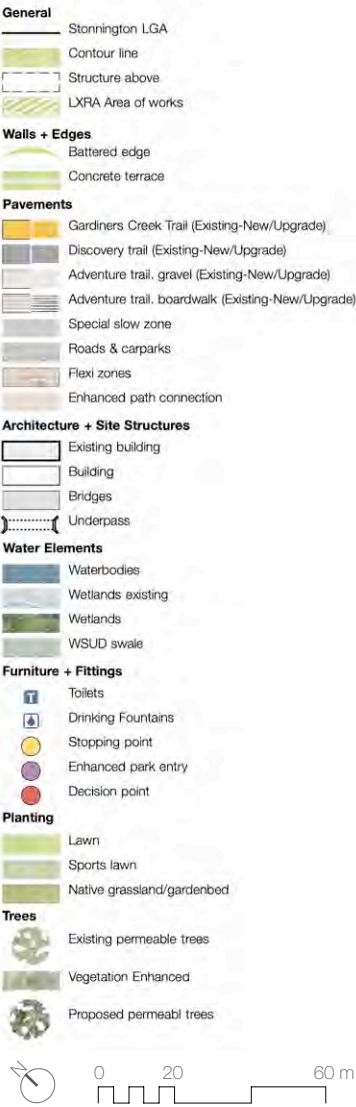 General
Stonnington LGA
Contour line
Structure above
LXRA Area of works
Walls + Edges
Battered edge
Concrete terrace
Pavements
Gardiners Creek Trail (Existing-New/Upgrade)
Discovery trail (Existing-New/Upgrade)
Adventure trail. gravel (Existing-New/Upgrade)
Adventure trail. boardwalk (Existing-New/Upgrade)
Special slow zone
Roads & carparks
Flexi zones
Enhanced path connection
Architecture + Site Structures
Existing building
Building
Bridges
Underpass
Water Elements
Waterbodies
Wetlands existing
Wetlands
WSUD swale
Furniture + Fittings
T Toilets
Drinking Fountains
Stopping point
Enhanced park entry
Decision point
Planting
Lawn
Sports lawn
Native grassland/gardenbed
Trees
Existing permeable trees
Vegetation Enhanced
Proposed permeabl trees
N 0 20 60 m